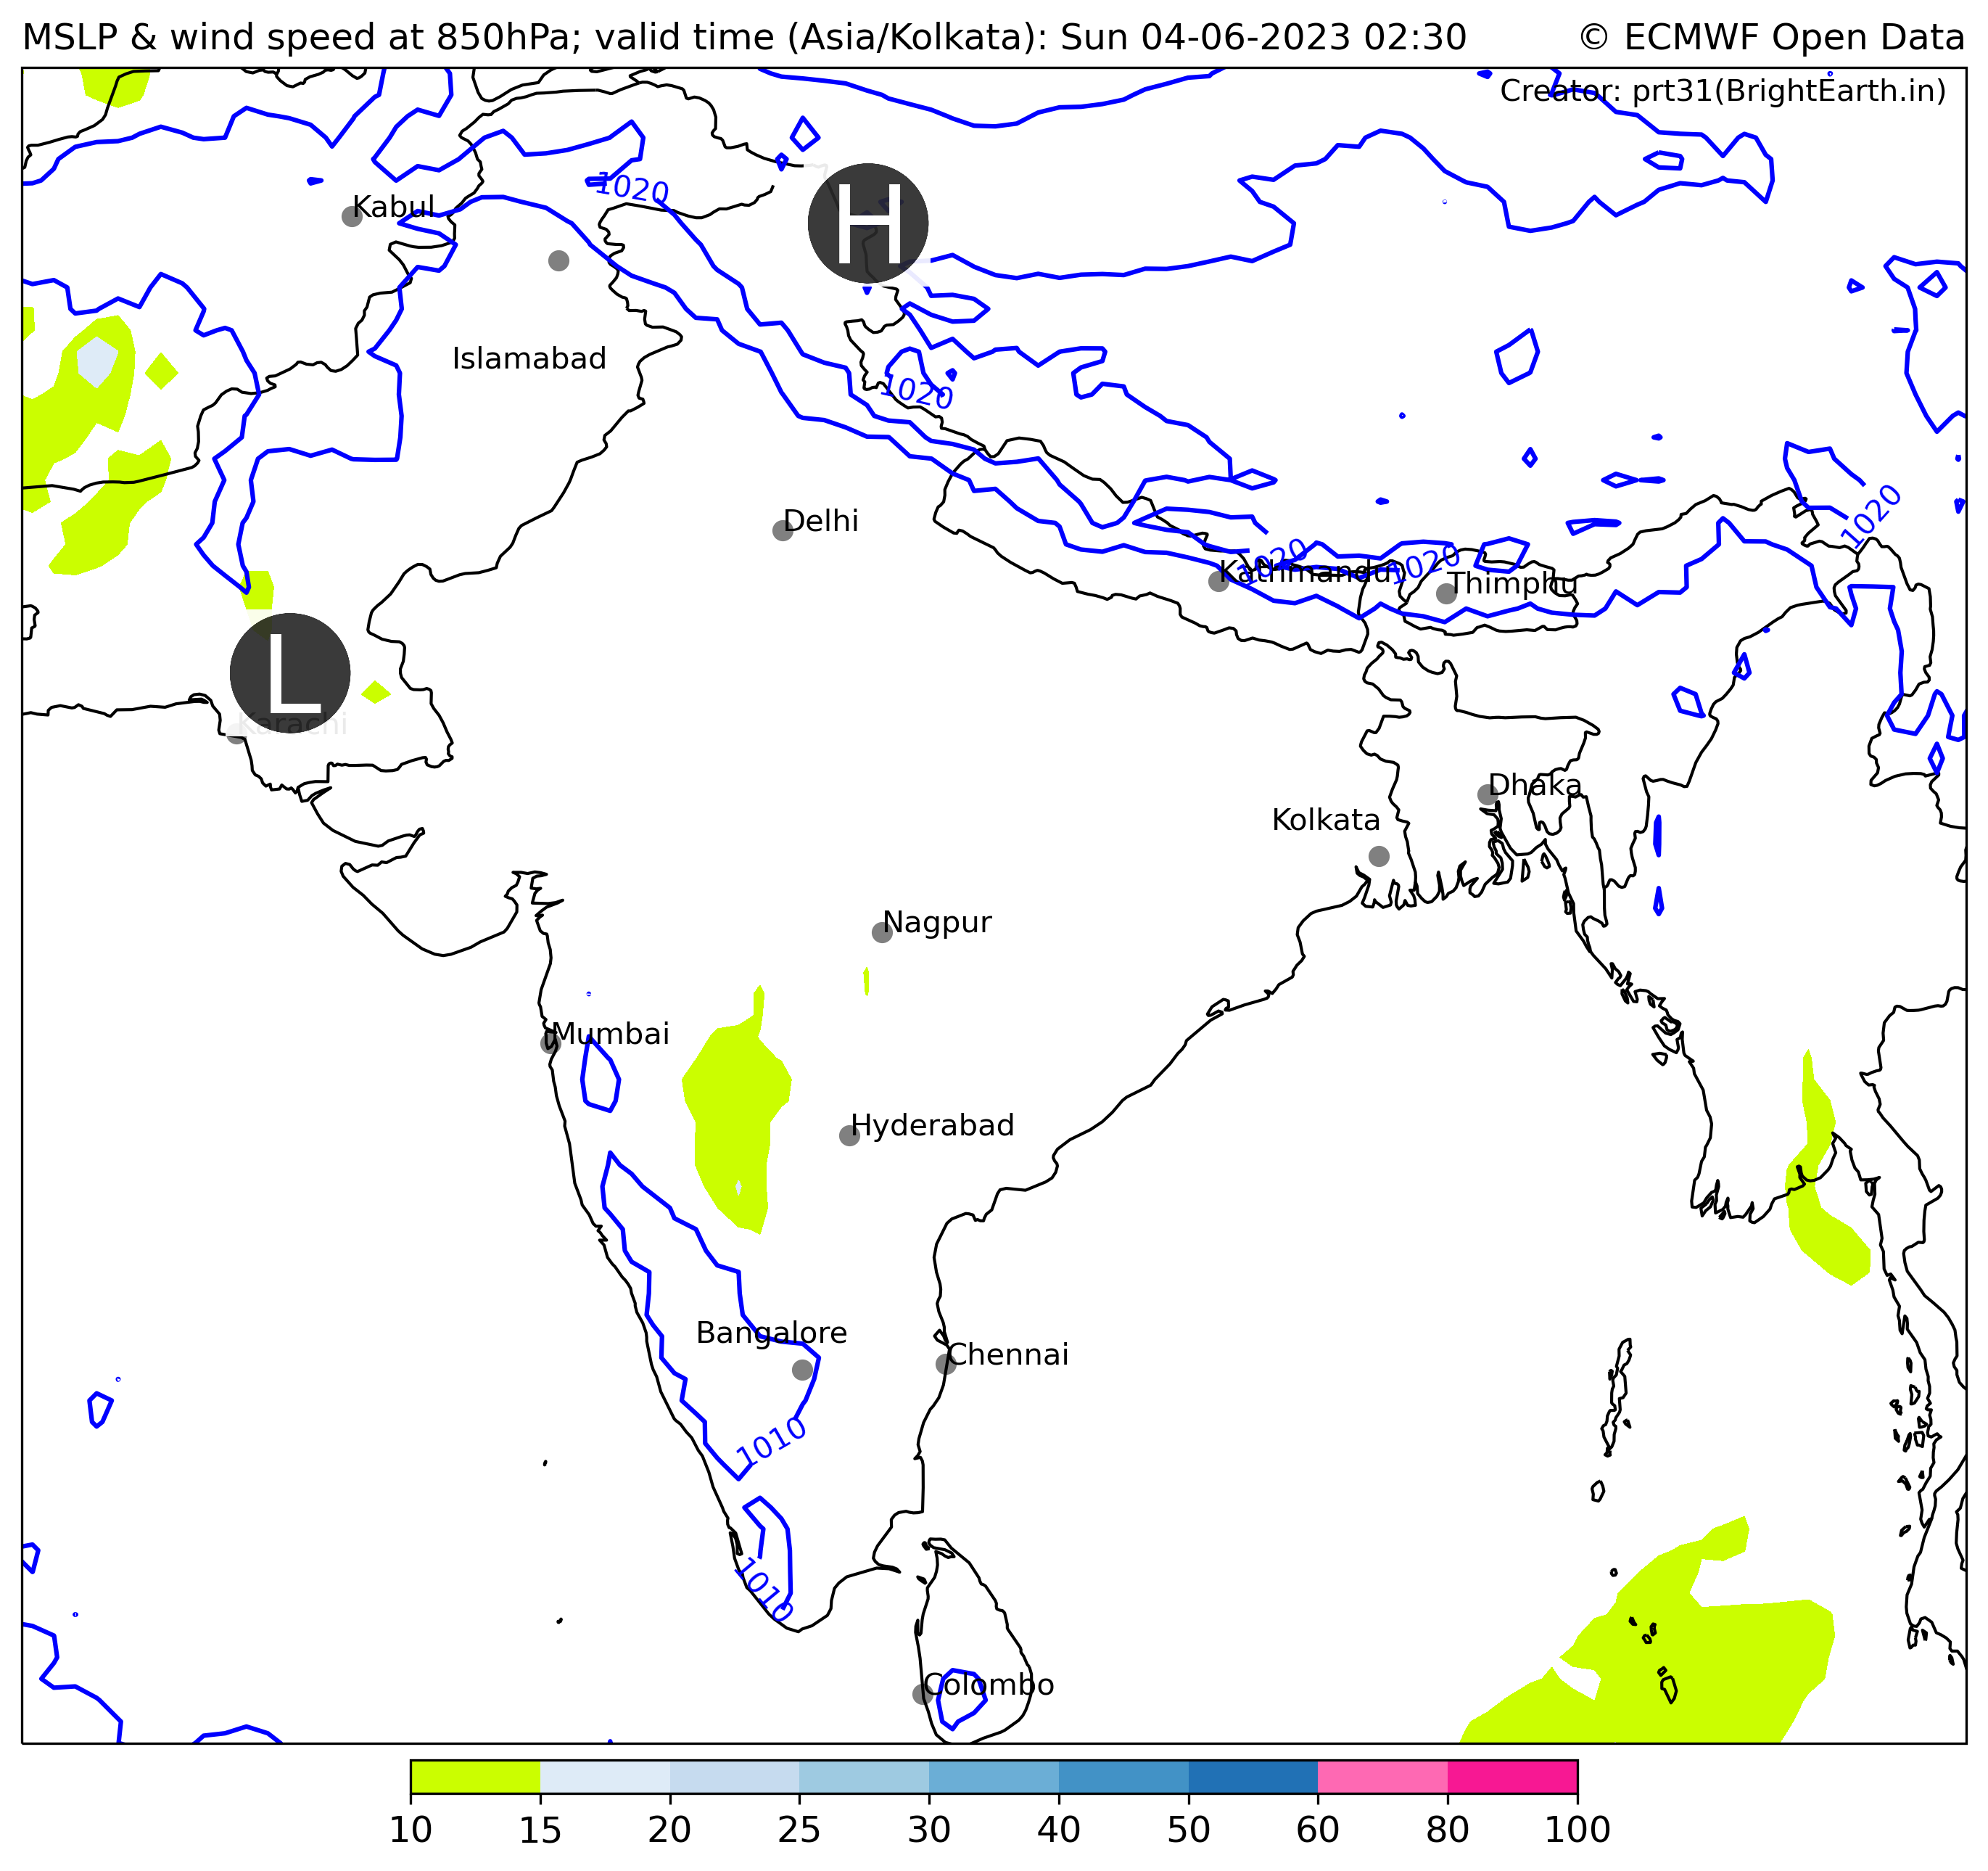 MSLP & wind speed at 850hPa; valid time (Asia/Kolkata): Sun 04-06-2023 02:30 © ECMWF Open Data
Creator: prt31(BrightEarth.in)
H
1020
Kabul
Islamabad
1020
Delhi
1020
1020
1020
Kathmandu
Thimphu
L
Karachi
Dhaka
Kolkata
Nagpur
Mumbai
Hyderabad
Bangalore
Chennai
1010
1010
Colombo
10 15 20 25 30 40 50 60 80 100